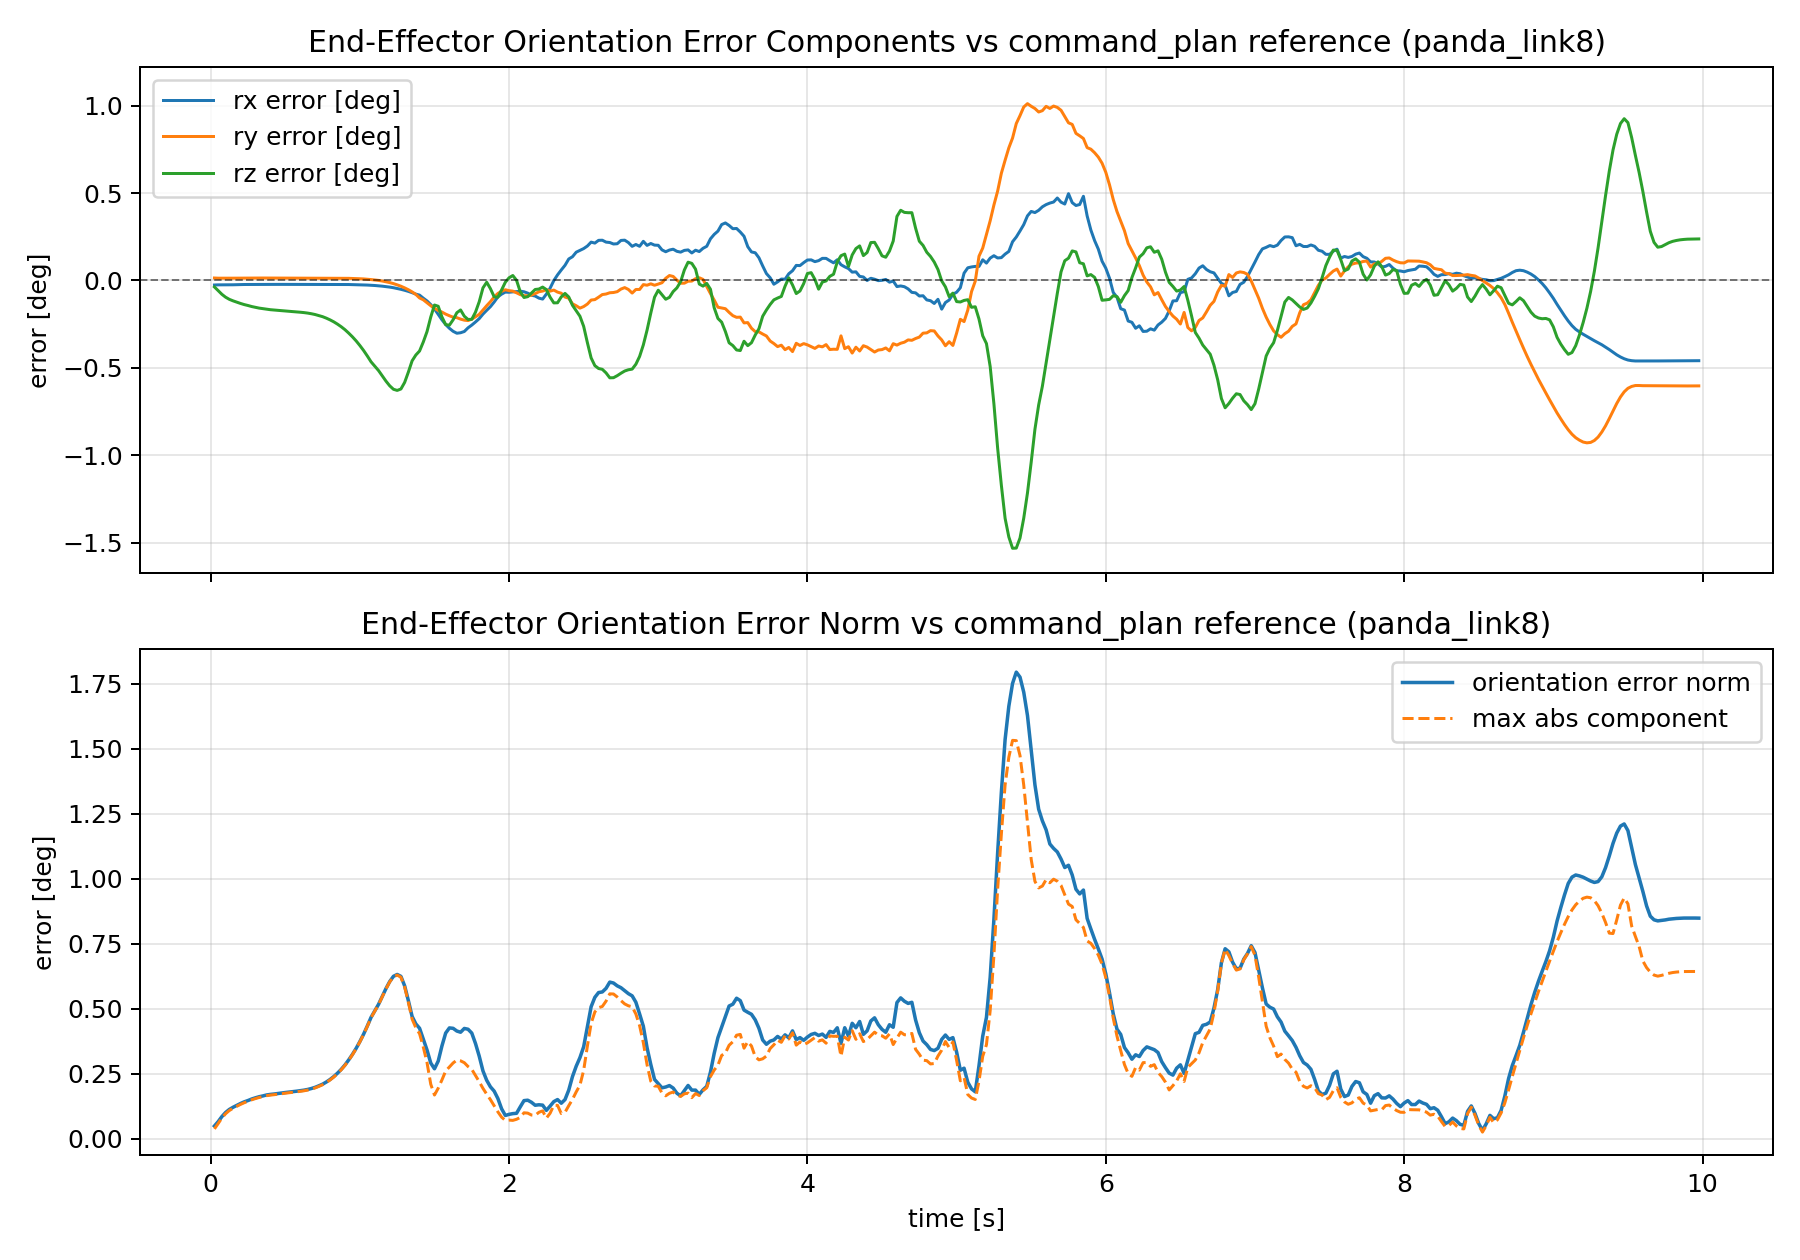 End-Effector Orientation Error Components vs command_plan reference (panda_link8)
rx error [deg]
ry error [deg]
rz error [deg]
error [deg]
1.0
0.5
0.0
−0.5
−1.0
−1.5
End-Effector Orientation Error Norm vs command_plan reference (panda_link8)
orientation error norm
max abs component
error [deg]
1.75
1.50
1.25
1.00
0.75
0.50
0.25
0.00
0 2 4 6 8 10
time [s]